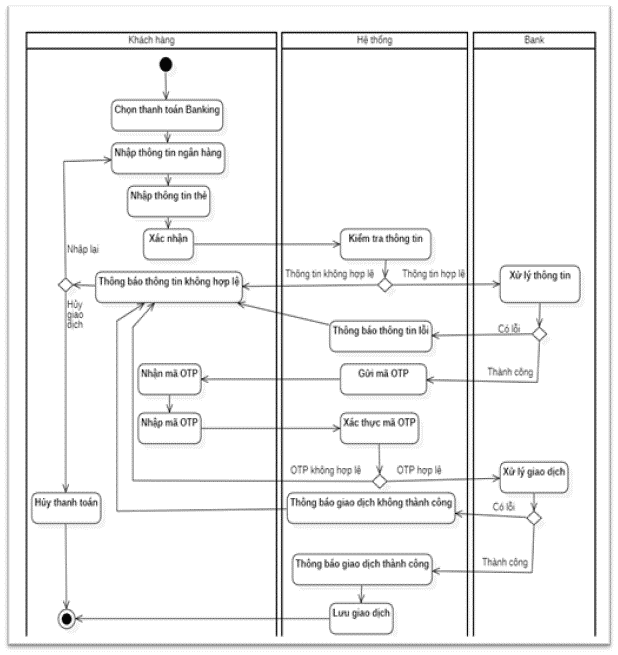 Khách hàng
Hệ thống
Bank
Chọn thanh toán Banking
Nhập thông tin ngân hàng
Nhập thông tin thẻ
Xác nhận
Kiểm tra thông tin
Nhập lại
Thông tin không hợp lệ
Thông tin hợp lệ
Xử lý thông tin
Thông báo thông tin không hợp lệ
Hủy
giao
dịch
Thông báo thông tin lỗi
Có lỗi
Nhận mã OTP
Gửi mã OTP
Thành công
Nhập mã OTP
Xác thực mã OTP
OTP không hợp lệ
OTP hợp lệ
Xử lý giao dịch
Hủy thanh toán
Thông báo giao dịch không thành công
Có lỗi
Thông báo giao dịch thành công
Thành công
Lưu giao dịch